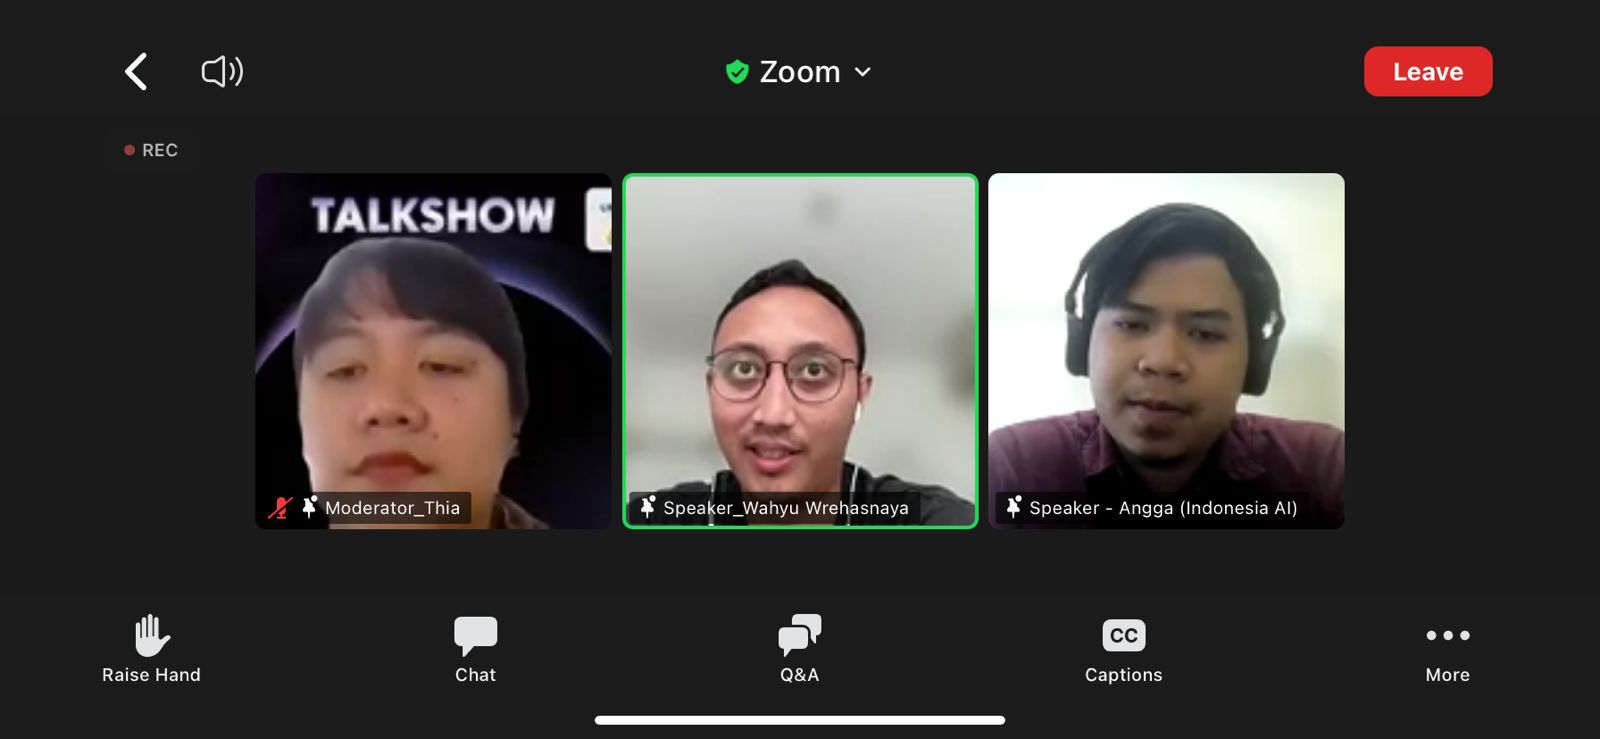 Zoom
Leave
REC
TALKSHOW
Moderator_Thia
Speaker_Wahyu Wrehasnaya
Speaker - Angga (Indonesia AI)
Raise Hand
Chat
Q&A
CC
Captions
More